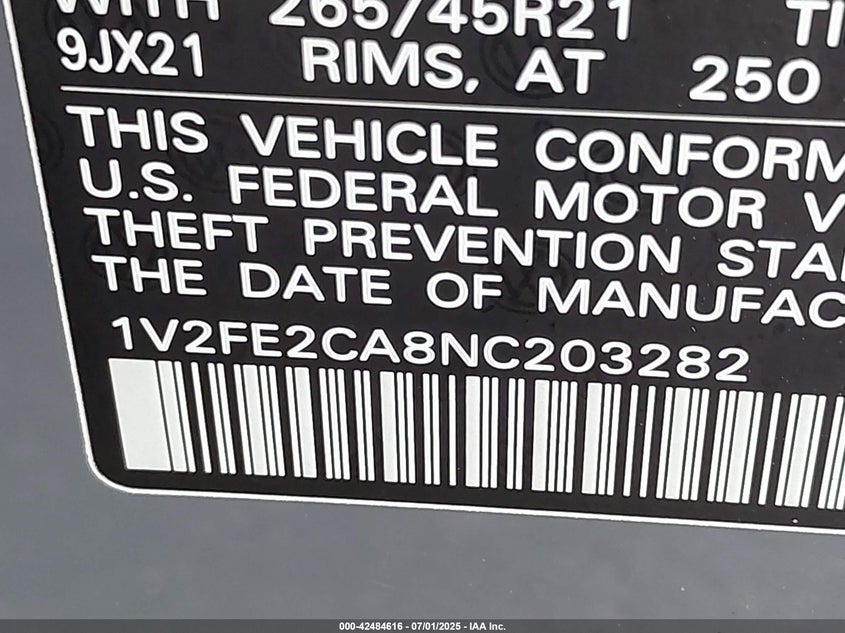 WITH 265/45R21 TI
9JX21 RIMS, AT 250
THIS VEHICLE CONFORM
U.S. FEDERAL MOTOR V
THEFT PREVENTION STA
THE DATE OF MANUFAC
1V2FE2CA8NC203282
000-42484616 - 07/01/2025 - IAA Inc.